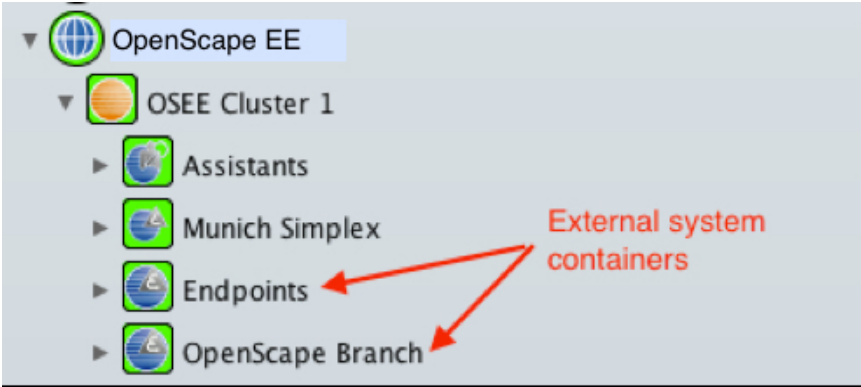 OpenScape EE
OSEE Cluster 1
Assistants
Munich Simplex
External system
containers
Endpoints
OpenScape Branch